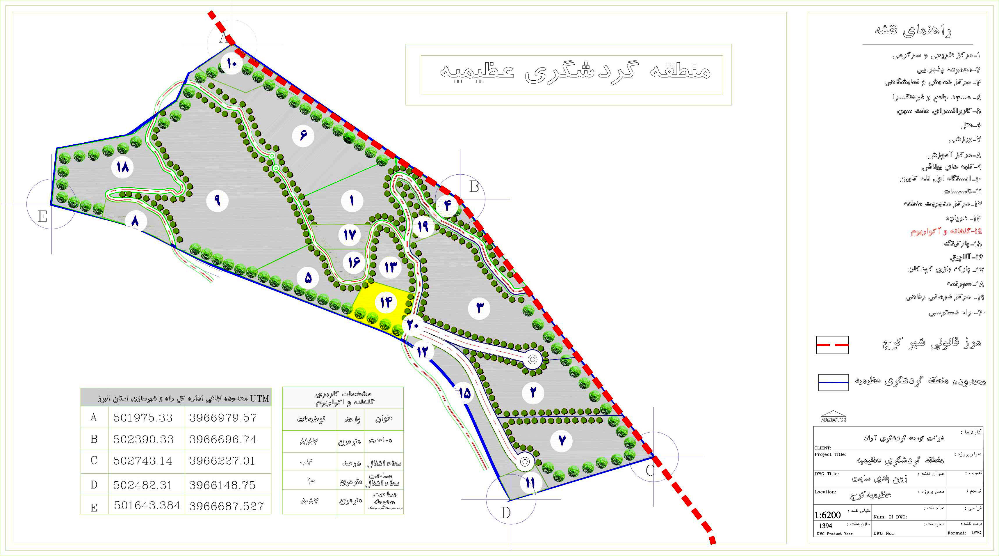 منطقه گردشگری عظیمیه
A
B
C
D
E
۱۰
۶
۱۸
۹
۱
۴
۸
۱۹
۱۷
۱۶
۱۳
۵
۱۴
۳
۲۰
۱۲
۱۵
۲
۷
۱۱
راهنمای نقشه
۱-مرکز تفریحی و سرگرمی
۲-مجموعه پذیرایی
۳- مرکز همایش و نمایشگاهی
٤- مسجد جامع و فرهنگسرا
۵-کاروانسرای هفت سین
۶-هتل
۷-ورزشی
۸-مرکز آموزش
۹-کلبه های ییلاقی
۱۰-ایستگاه اول تله کابین
۱۱-تاسیسات
۱۲-مرکز مدیریت منطقه
۱۳- دریاچه
۱٤-گلخانه و آکواریوم
۱۵-پارکینگ
۱۶-آلاچیق
۱۷- پارک بازی کودکان
۱۸-سورتمه
۱۹- مرکز درمانی رفاهی
۲۰- راه دسترسی
مرز قانونی شهر کرج
محدوده منطقه گردشگری عظیمیه
NORTH
کارفرما :
شرکت توسعه گردشگری آراد
CLIENT:
Project Title:
عنوان‌پروژه :
منطقه گردشگری عظیمیه
DWG Title:
عنوان نقشه :
زون بندی سایت
تصویب :
Location:
محل پروژه :
عظیمیه کرج
ترسیم :
مقیاس نقشه :
1:6200
تعداد نقشه :
Num. Of DWG:
طراحی :
سال‌تهیه‌نقشه :
1394
DWG Product Year:
شماره نقشه:
DWG No.:
فرمت نقشه :
Format: DWG
UTM محدوده ابلاغی اداره کل راه و شهرسازی استان البرز
A 501975.33 3966979.57
B 502390.33 3966696.74
C 502743.14 3966227.01
D 502482.31 3966148.75
E 501643.384 3966687.527
مشخصات کاربری
گلخانه و اکواریوم
عنوان واحد توضیحات
مساحت مترمربع ۸۱۸۷
سطح اشغال درصد ۰.۰۳
مساحت
سطح اشغال مترمربع ۱۰۰
مساحت
محوطه مترمربع ۸۰۸۷
(راه و معابر، فضای سبز و پارکینگ)